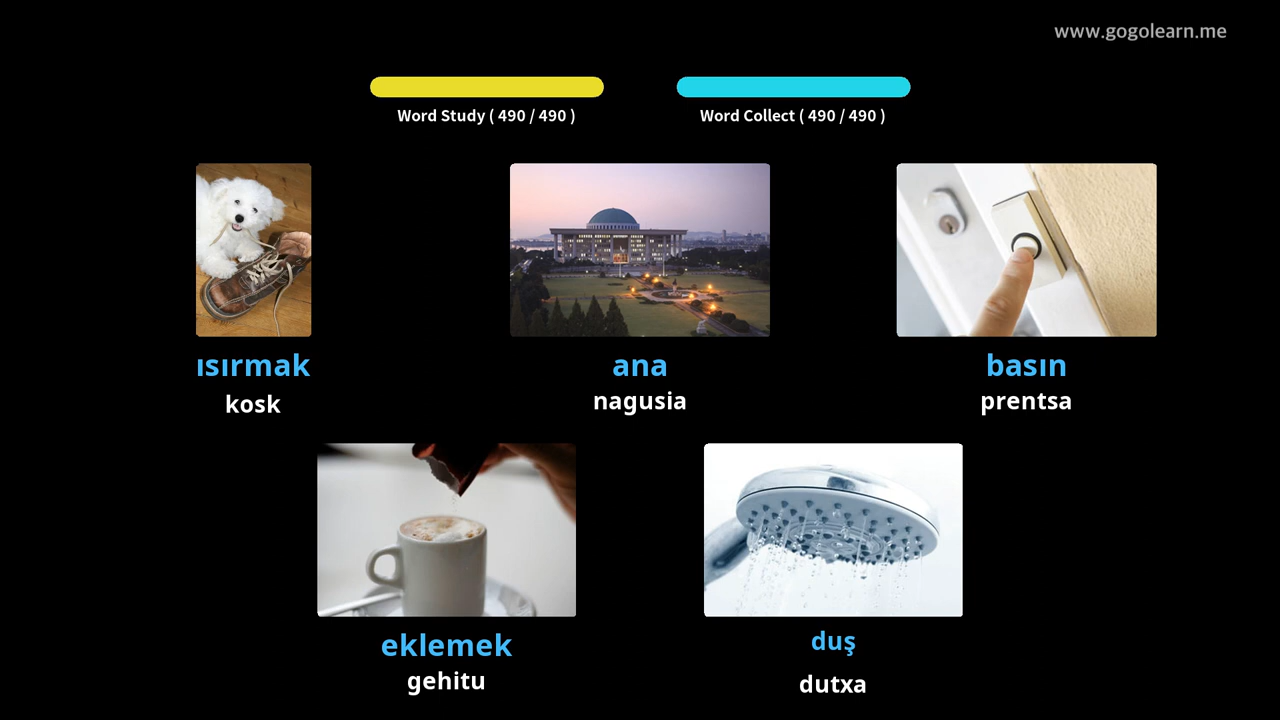 www.gogolearn.me
Word Study ( 490 / 490 )
Word Collect ( 490 / 490 )
ısırmak
kosk
ana
nagusia
basın
prentsa
eklemek
gehitu
duş
dutxa